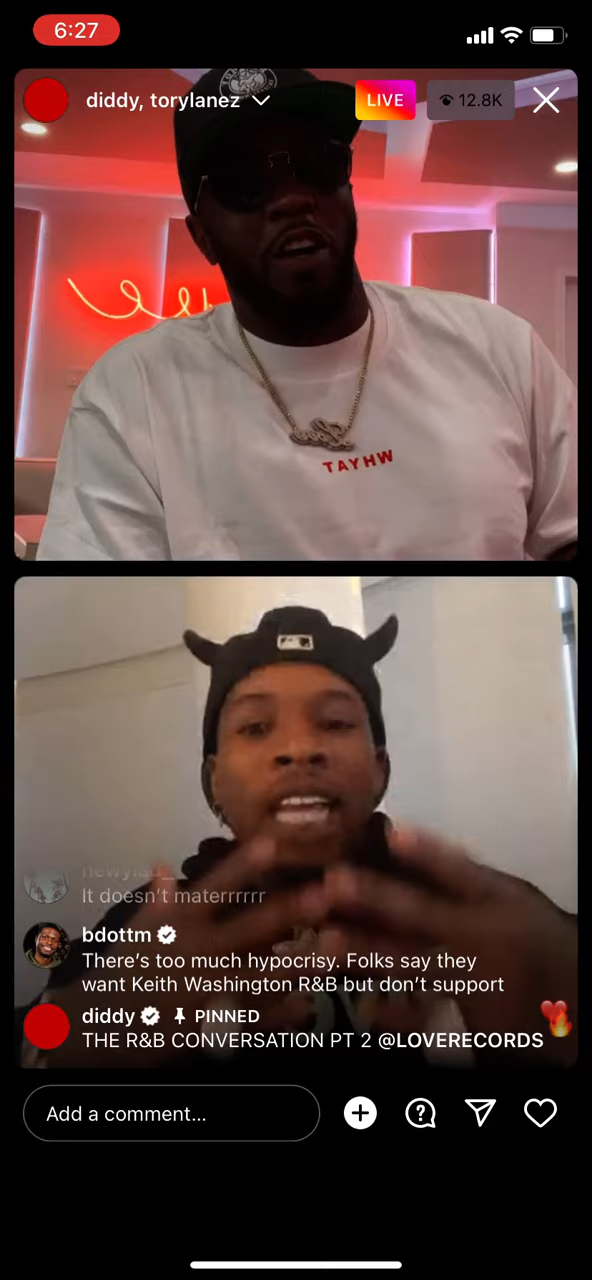 6:27
diddy, torylanez
LIVE
12.8K
TAYHW
It doesn't materrrrrr
bdottm
There's too much hypocrisy. Folks say they
want Keith Washington R&B but don't support
diddy PINNED
THE R&B CONVERSATION PT 2 @LOVERECORDS
Add a comment...